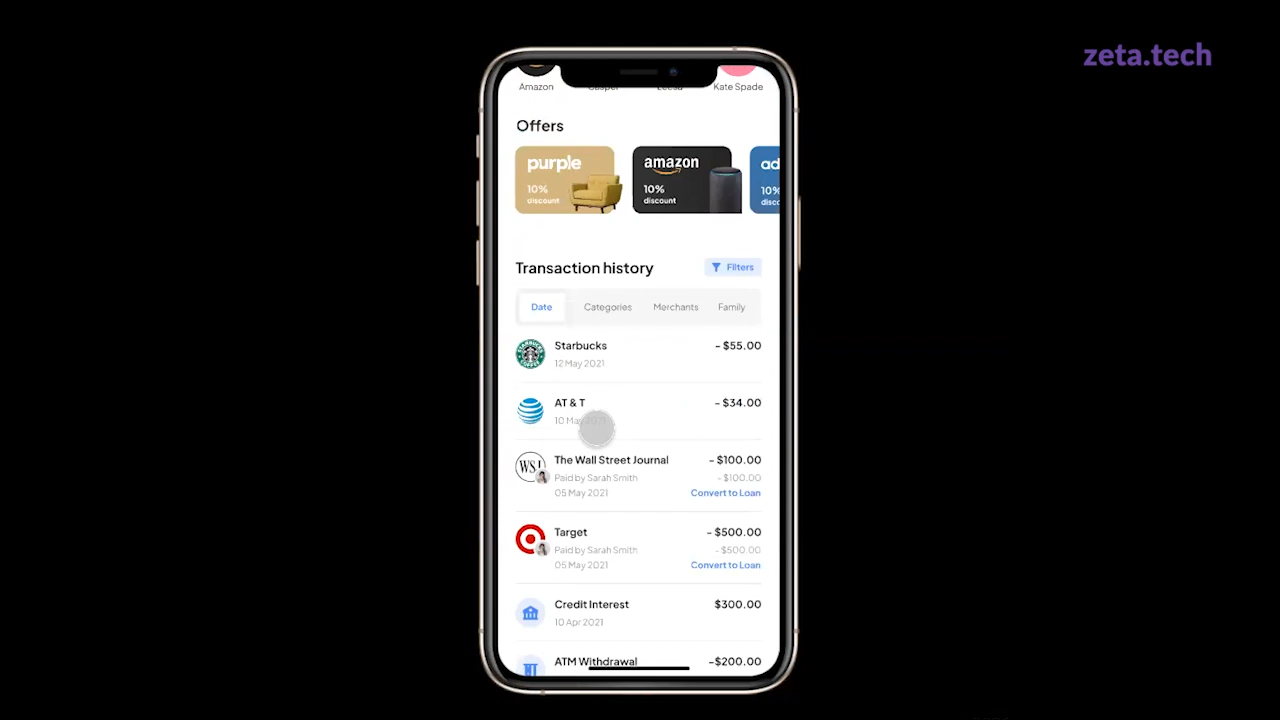 zeta.tech
Amazon
Kate Spade
Offers
purple
10%
discount
amazon
10%
discount
ad
10%
disc
Transaction history
Filters
Date Categories Merchants Family
STARBUCKS COFFEE
Starbucks - $55.00
12 May 2021
AT & T - $34.00
10 May 2021
WSJ
The Wall Street Journal - $100.00
Paid by Sarah Smith - $100.00
05 May 2021 Convert to Loan
Target - $500.00
Paid by Sarah Smith - $500.00
05 May 2021 Convert to Loan
Credit Interest $300.00
10 Apr 2021
ATM Withdrawal -$200.00